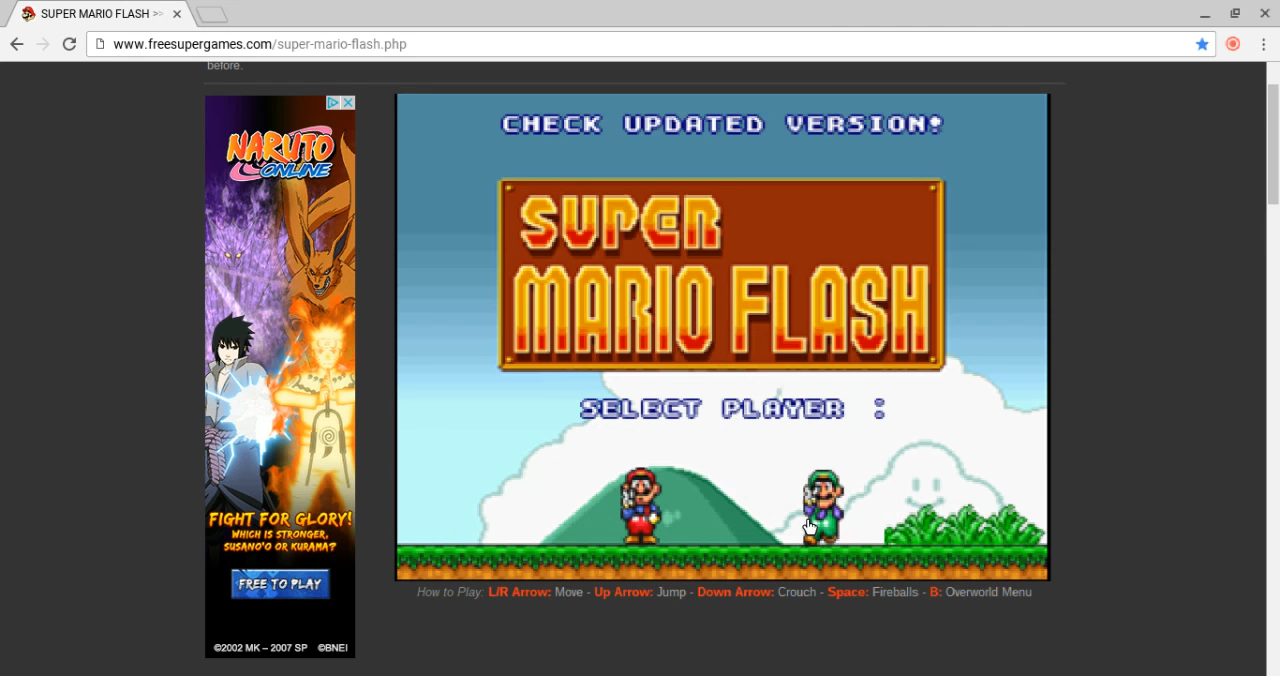 SUPER MARIO FLASH >>
www.freesupergames.com/super-mario-flash.php
before.
NARUTO
ONLINE
FIGHT FOR GLORY!
WHICH IS STRONGER,
SUSANO'O OR KURAMA?
FREE TO PLAY
©2002 MK – 2007 SP ©BNEI
CHECK UPDATED VERSION!
SUPER
MARIO FLASH
SELECT PLAYER :
How to Play: L/R Arrow: Move - Up Arrow: Jump - Down Arrow: Crouch - Space: Fireballs - B: Overworld Menu